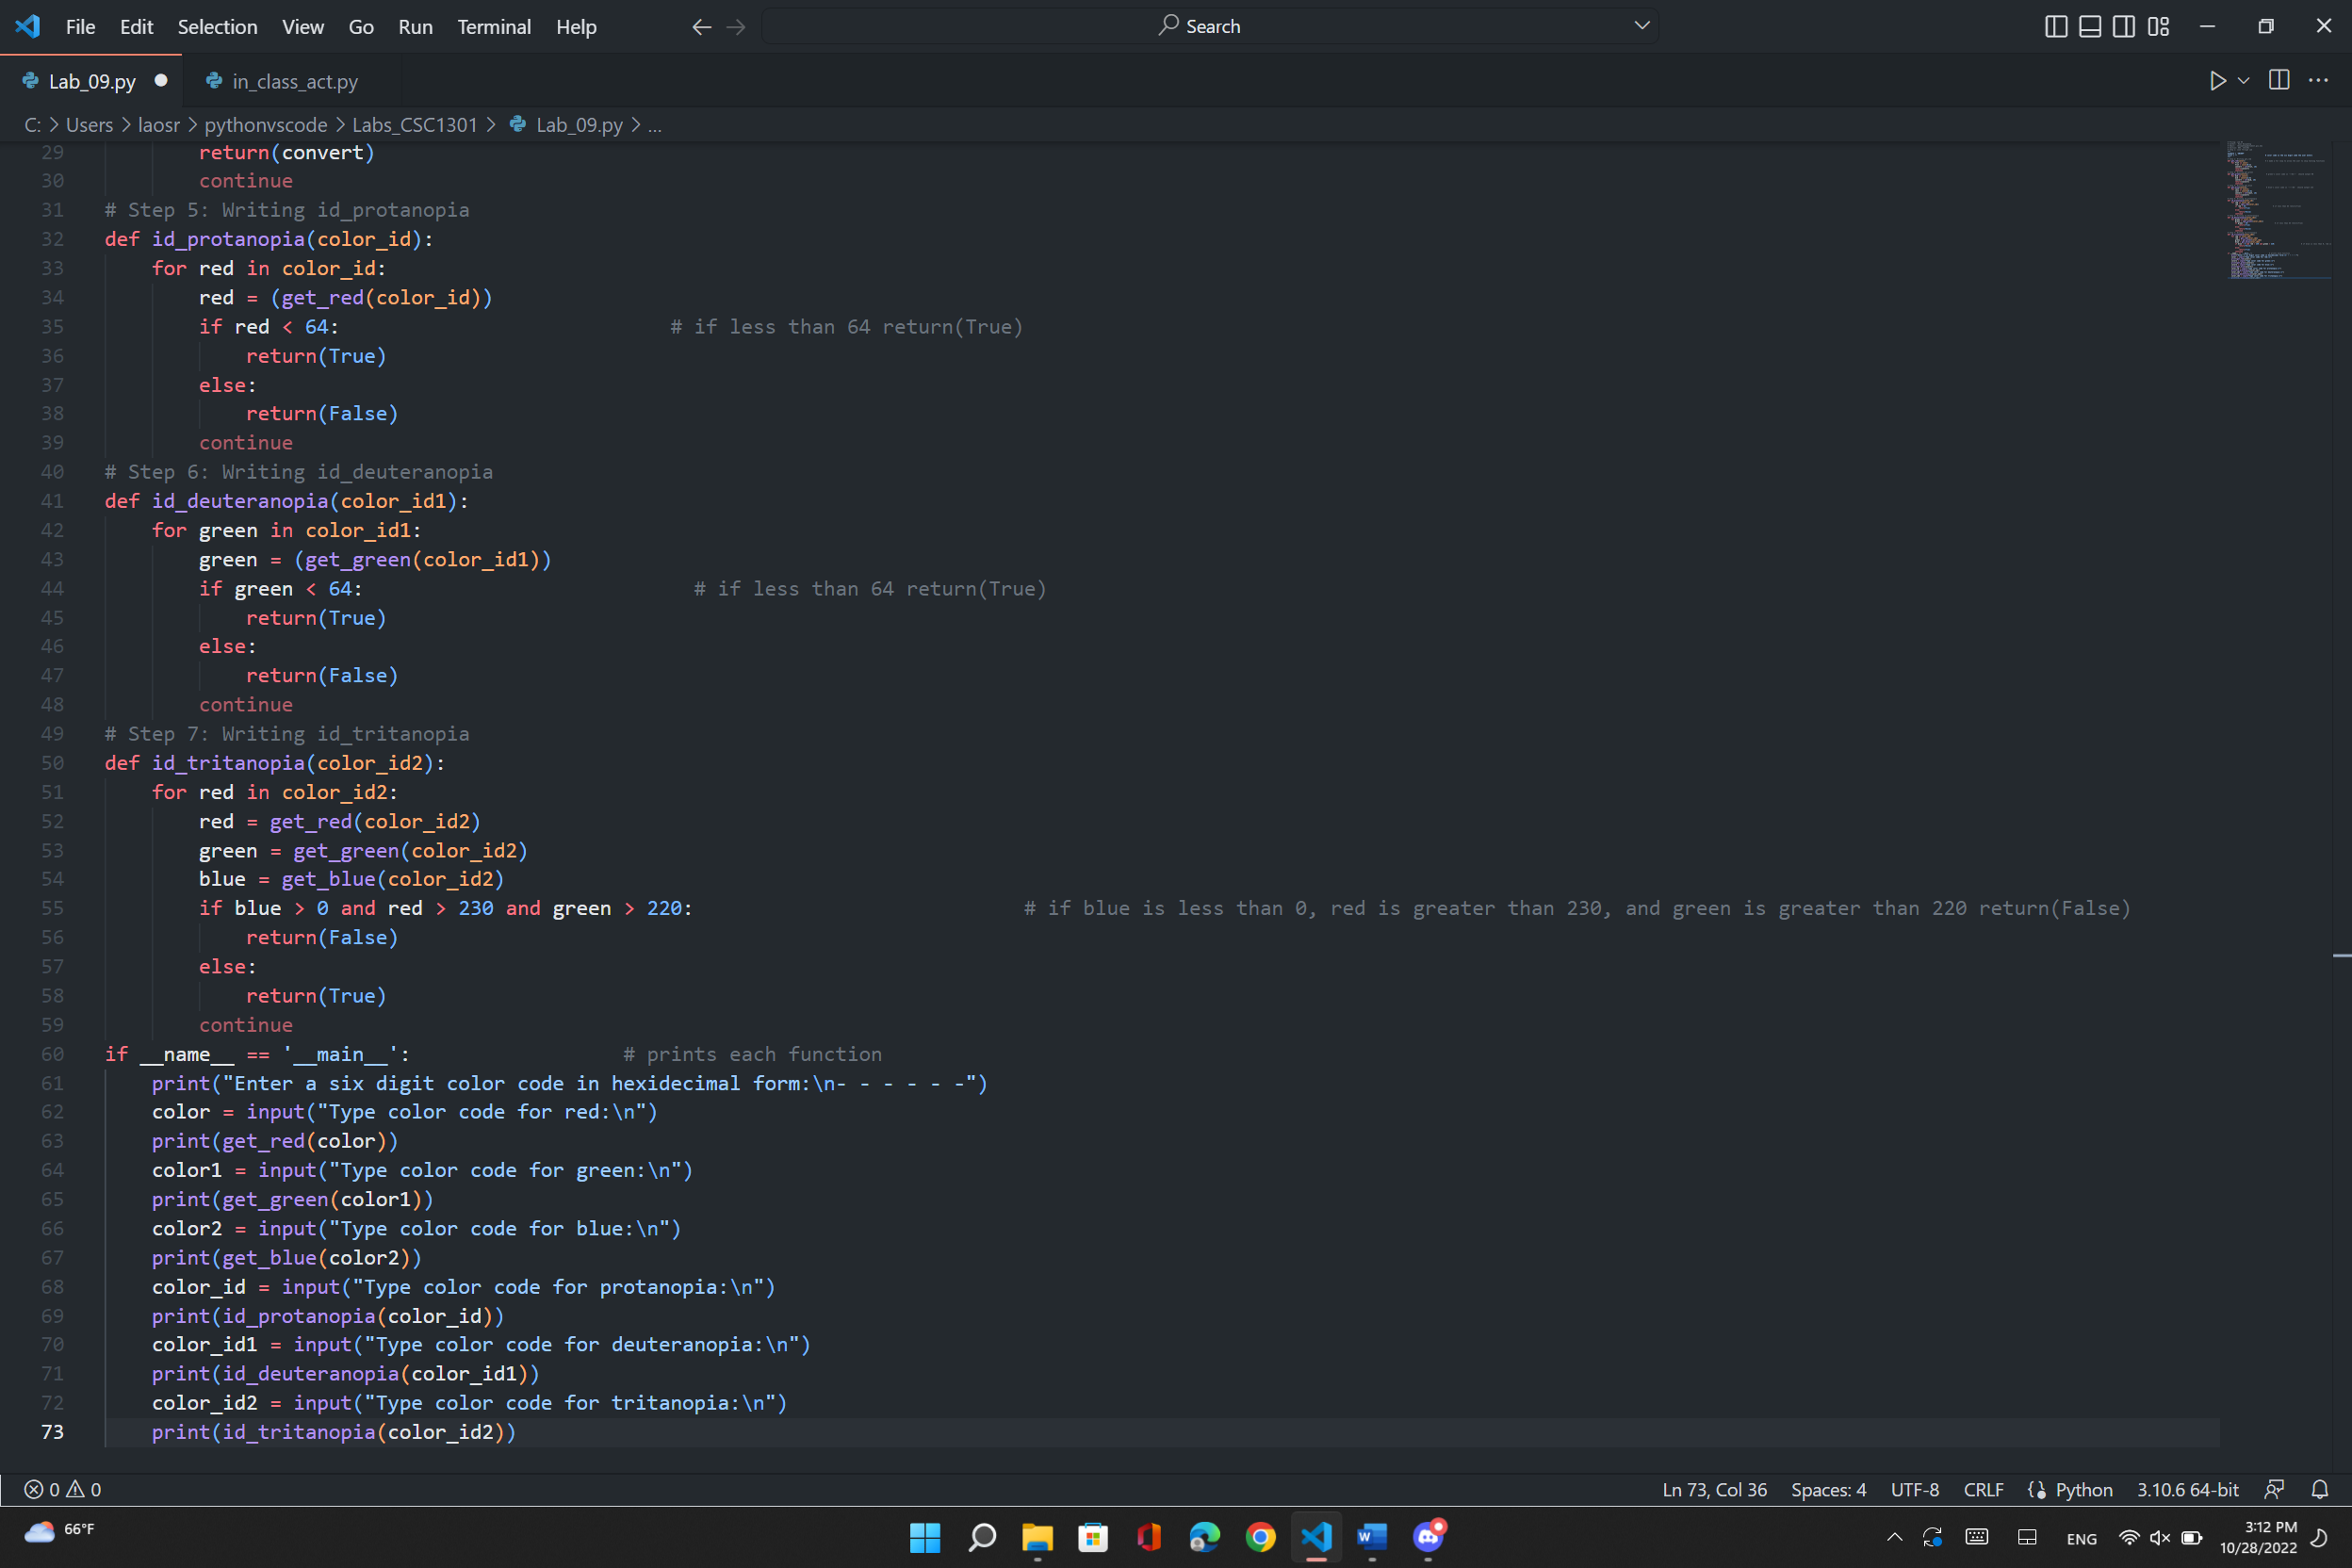 File Edit Selection View Go Run Terminal Help Search
Lab_09.py in_class_act.py
C: > Users > laosr > pythonvscode > Labs_CSC1301 > Lab_09.py > ...
29 return(convert)
30 continue
31 # Step 5: Writing id_protanopia
32 def id_protanopia(color_id):
33 for red in color_id:
34 red = (get_red(color_id))
35 if red < 64: # if less than 64 return(True)
36 return(True)
37 else:
38 return(False)
39 continue
40 # Step 6: Writing id_deuteranopia
41 def id_deuteranopia(color_id1):
42 for green in color_id1:
43 green = (get_green(color_id1))
44 if green < 64: # if less than 64 return(True)
45 return(True)
46 else:
47 return(False)
48 continue
49 # Step 7: Writing id_tritanopia
50 def id_tritanopia(color_id2):
51 for red in color_id2:
52 red = get_red(color_id2)
53 green = get_green(color_id2)
54 blue = get_blue(color_id2)
55 if blue > 0 and red > 230 and green > 220: # if blue is less than 0, red is greater than 230, and green is greater than 220 return(False)
56 return(False)
57 else:
58 return(True)
59 continue
60 if __name__ == '__main__': # prints each function
61 print("Enter a six digit color code in hexidecimal form:\n- - - - - -")
62 color = input("Type color code for red:\n")
63 print(get_red(color))
64 color1 = input("Type color code for green:\n")
65 print(get_green(color1))
66 color2 = input("Type color code for blue:\n")
67 print(get_blue(color2))
68 color_id = input("Type color code for protanopia:\n")
69 print(id_protanopia(color_id))
70 color_id1 = input("Type color code for deuteranopia:\n")
71 print(id_deuteranopia(color_id1))
72 color_id2 = input("Type color code for tritanopia:\n")
73 print(id_tritanopia(color_id2))
0 0 Ln 73, Col 36 Spaces: 4 UTF-8 CRLF Python 3.10.6 64-bit
66°F ENG 3:12 PM
10/28/2022